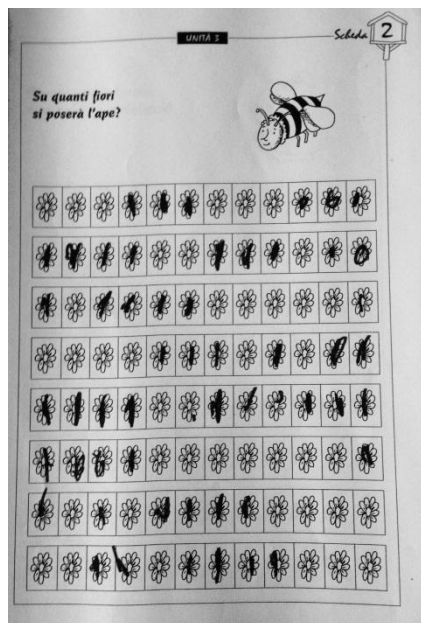 UNITÀ 3
Scheda 2
Su quanti fiori
si poserà l'ape?